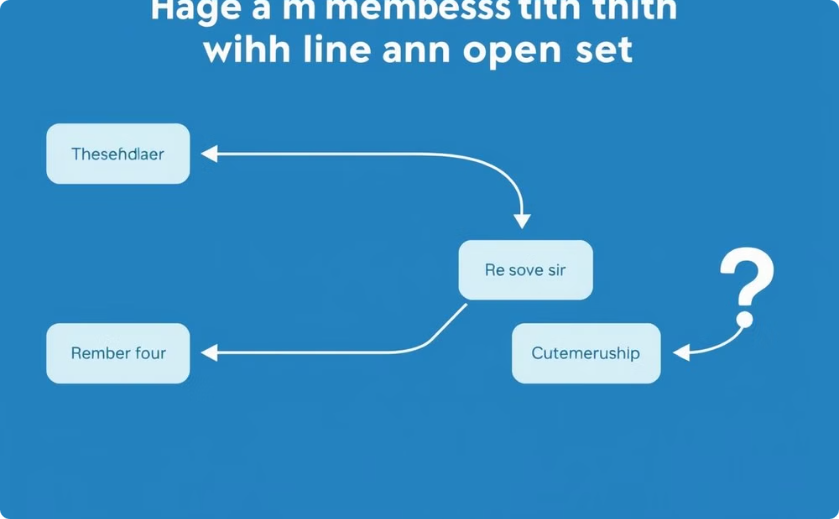 Hage a m membesss tith thith
wihh line ann open set
Thesehdlaer
Re sove sir
Rember four
Cutemeruship
?